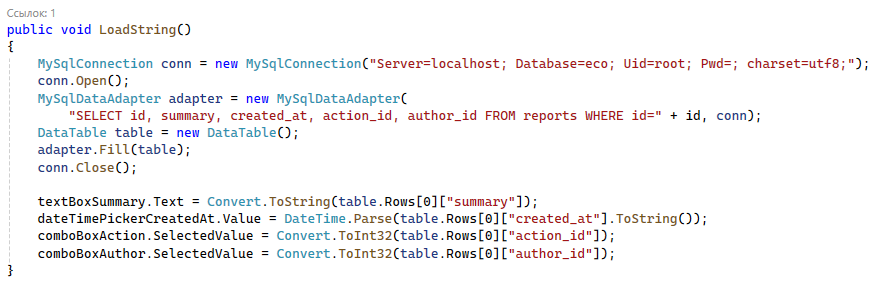 Ссылок: 1
public void LoadString()
{
    MySqlConnection conn = new MySqlConnection("Server=localhost; Database=eco; Uid=root; Pwd=; charset=utf8;");
    conn.Open();
    MySqlDataAdapter adapter = new MySqlDataAdapter(
        "SELECT id, summary, created_at, action_id, author_id FROM reports WHERE id=" + id, conn);
    DataTable table = new DataTable();
    adapter.Fill(table);
    conn.Close();

    textBoxSummary.Text = Convert.ToString(table.Rows[0]["summary"]);
    dateTimePickerCreatedAt.Value = DateTime.Parse(table.Rows[0]["created_at"].ToString());
    comboBoxAction.SelectedValue = Convert.ToInt32(table.Rows[0]["action_id"]);
    comboBoxAuthor.SelectedValue = Convert.ToInt32(table.Rows[0]["author_id"]);
}